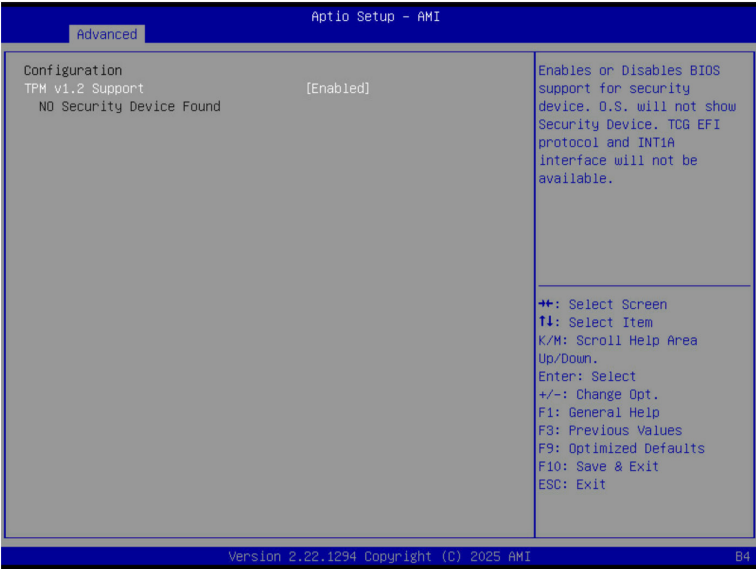 Aptio Setup – AMI
Advanced
Configuration
TPM v1.2 Support [Enabled]
NO Security Device Found
Enables or Disables BIOS
support for security
device. O.S. will not show
Security Device. TCG EFI
protocol and INT1A
interface will not be
available.
→←: Select Screen
↑↓: Select Item
K/M: Scroll Help Area
Up/Down.
Enter: Select
+/-: Change Opt.
F1: General Help
F3: Previous Values
F9: Optimized Defaults
F10: Save & Exit
ESC: Exit
Version 2.22.1294 Copyright (C) 2025 AMI
B4